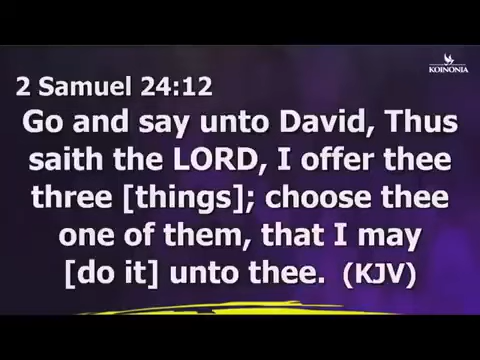 KOINONIA
2 Samuel 24:12
Go and say unto David, Thus
saith the LORD, I offer thee
three [things]; choose thee
one of them, that I may
[do it] unto thee. (KJV)